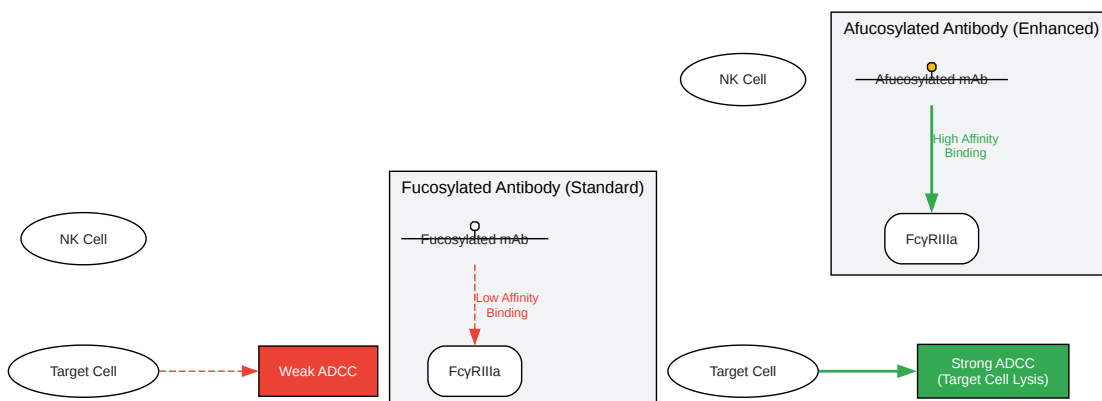 Afucosylated Antibody (Enhanced)
NK Cell
Afucosylated mAb
High Affinity
Binding
FcγRIIIa
Fucosylated Antibody (Standard)
NK Cell
Fucosylated mAb
Low Affinity
Binding
FcγRIIIa
Target Cell
Weak ADCC
Target Cell
Strong ADCC
(Target Cell Lysis)